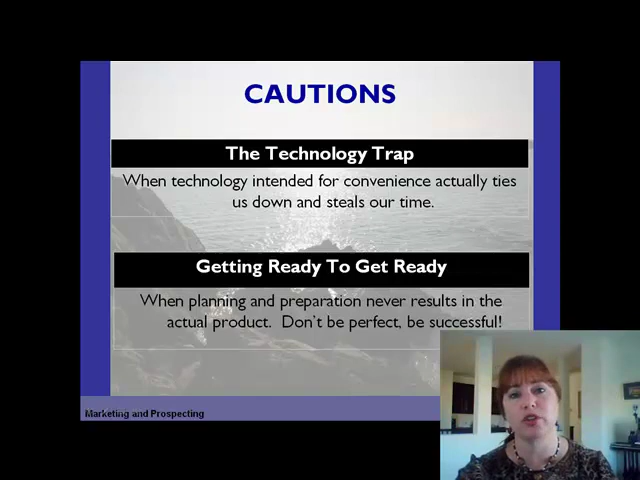 CAUTIONS
The Technology Trap
When technology intended for convenience actually ties
us down and steals our time.
Getting Ready To Get Ready
When planning and preparation never results in the
actual product. Don't be perfect, be successful!
Marketing and Prospecting